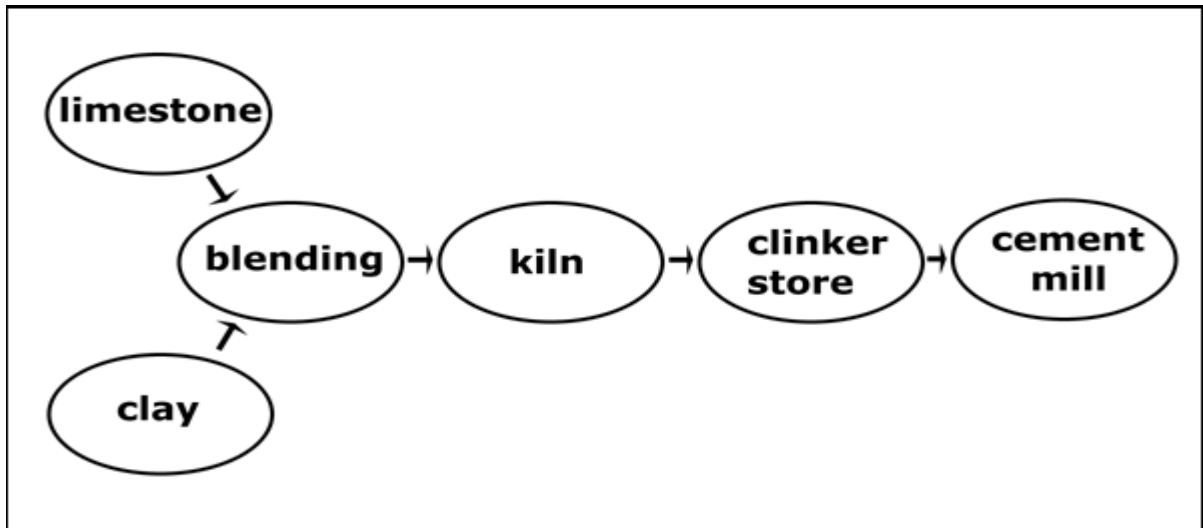 limestone
blending
kiln
clinker
store
cement
mill
clay